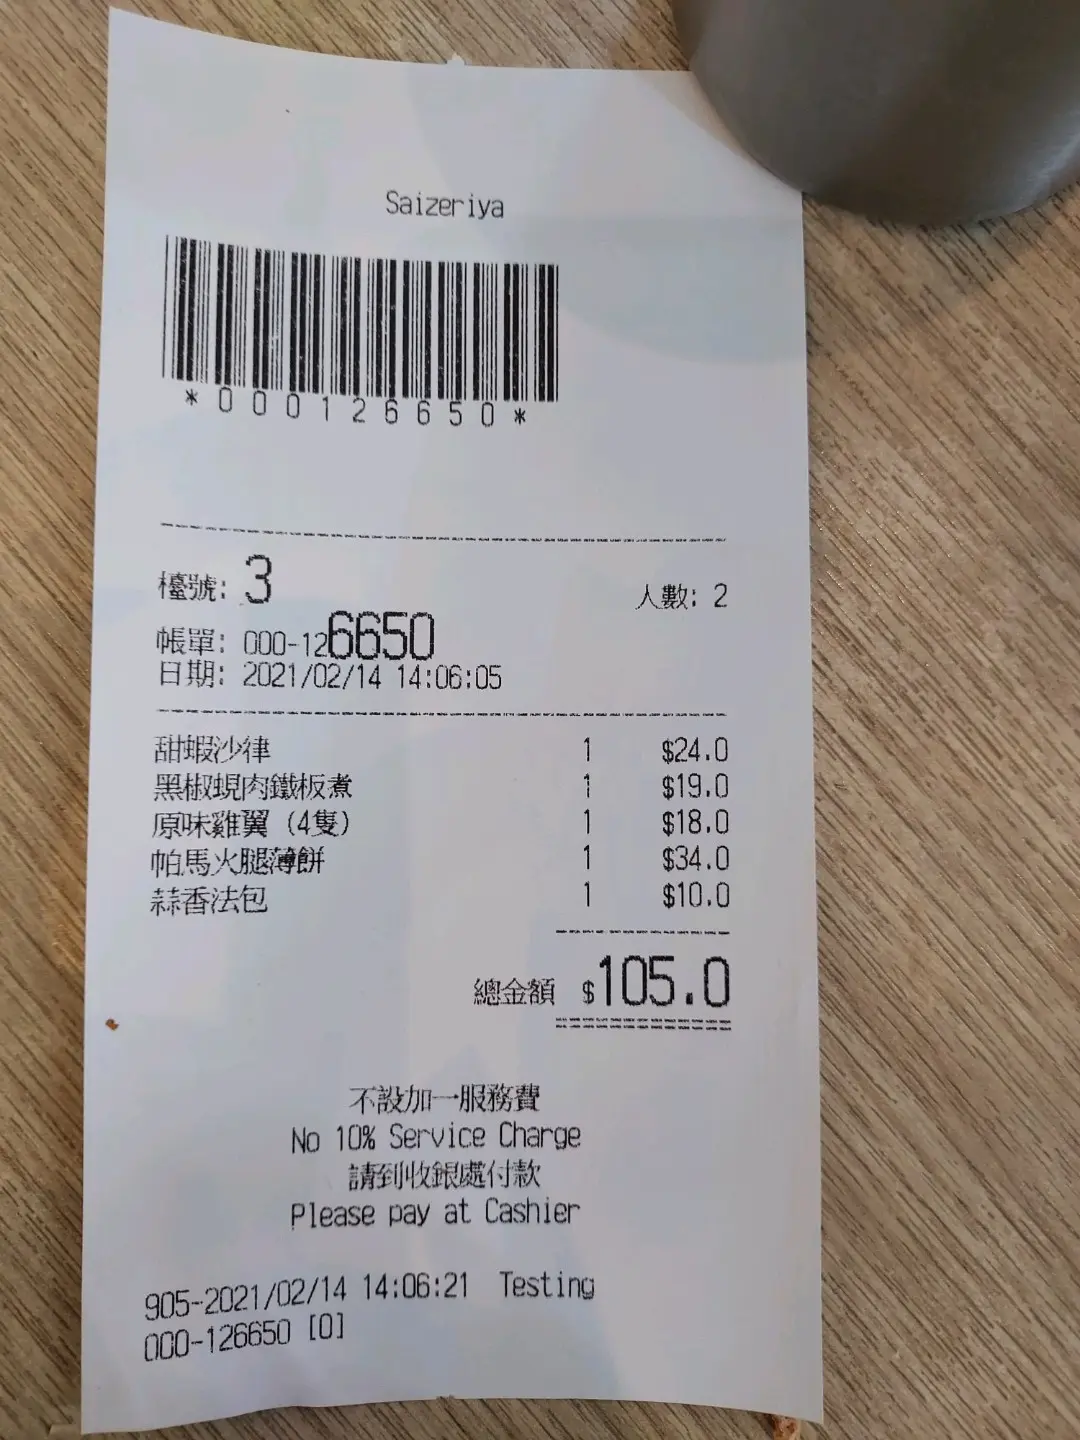 Saizeriya
*000126650*
檯號: 3 人數: 2
帳單: 000-126650
日期: 2021/02/14 14:06:05
甜蝦沙律 1 $24.0
黑椒蜆肉鐵板煮 1 $19.0
原味雞翼 (4隻) 1 $18.0
帕馬火腿薄餅 1 $34.0
蒜香法包 1 $10.0
總金額 $105.0
不設加一服務費
No 10% Service Charge
請到收銀處付款
Please pay at Cashier
905-2021/02/14 14:06:21 Testing
000-126650 [0]